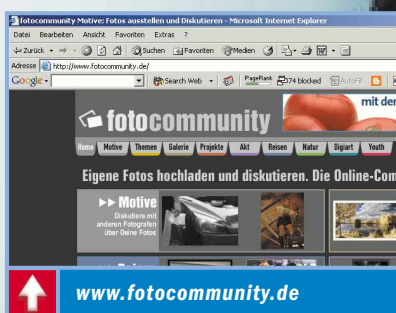 fotocommunity Motive: Fotos ausstellen und Diskutieren - Microsoft Internet Explorer
Datei Bearbeiten Ansicht Favoriten Extras ?
Zurück Suchen Favoriten Medien
Adresse http://www.fotocommunity.de/
Google Search Web PageRank 374 blocked AutoFill
fotocommunity
mit der
Home Motive Themen Galerie Projekte Akt Reisen Natur Digiart Youth
Eigene Fotos hochladen und diskutieren. Die Online-Com
Motive
Diskutiere mit
anderen Fotografen
über Deine Fotos
www.fotocommunity.de